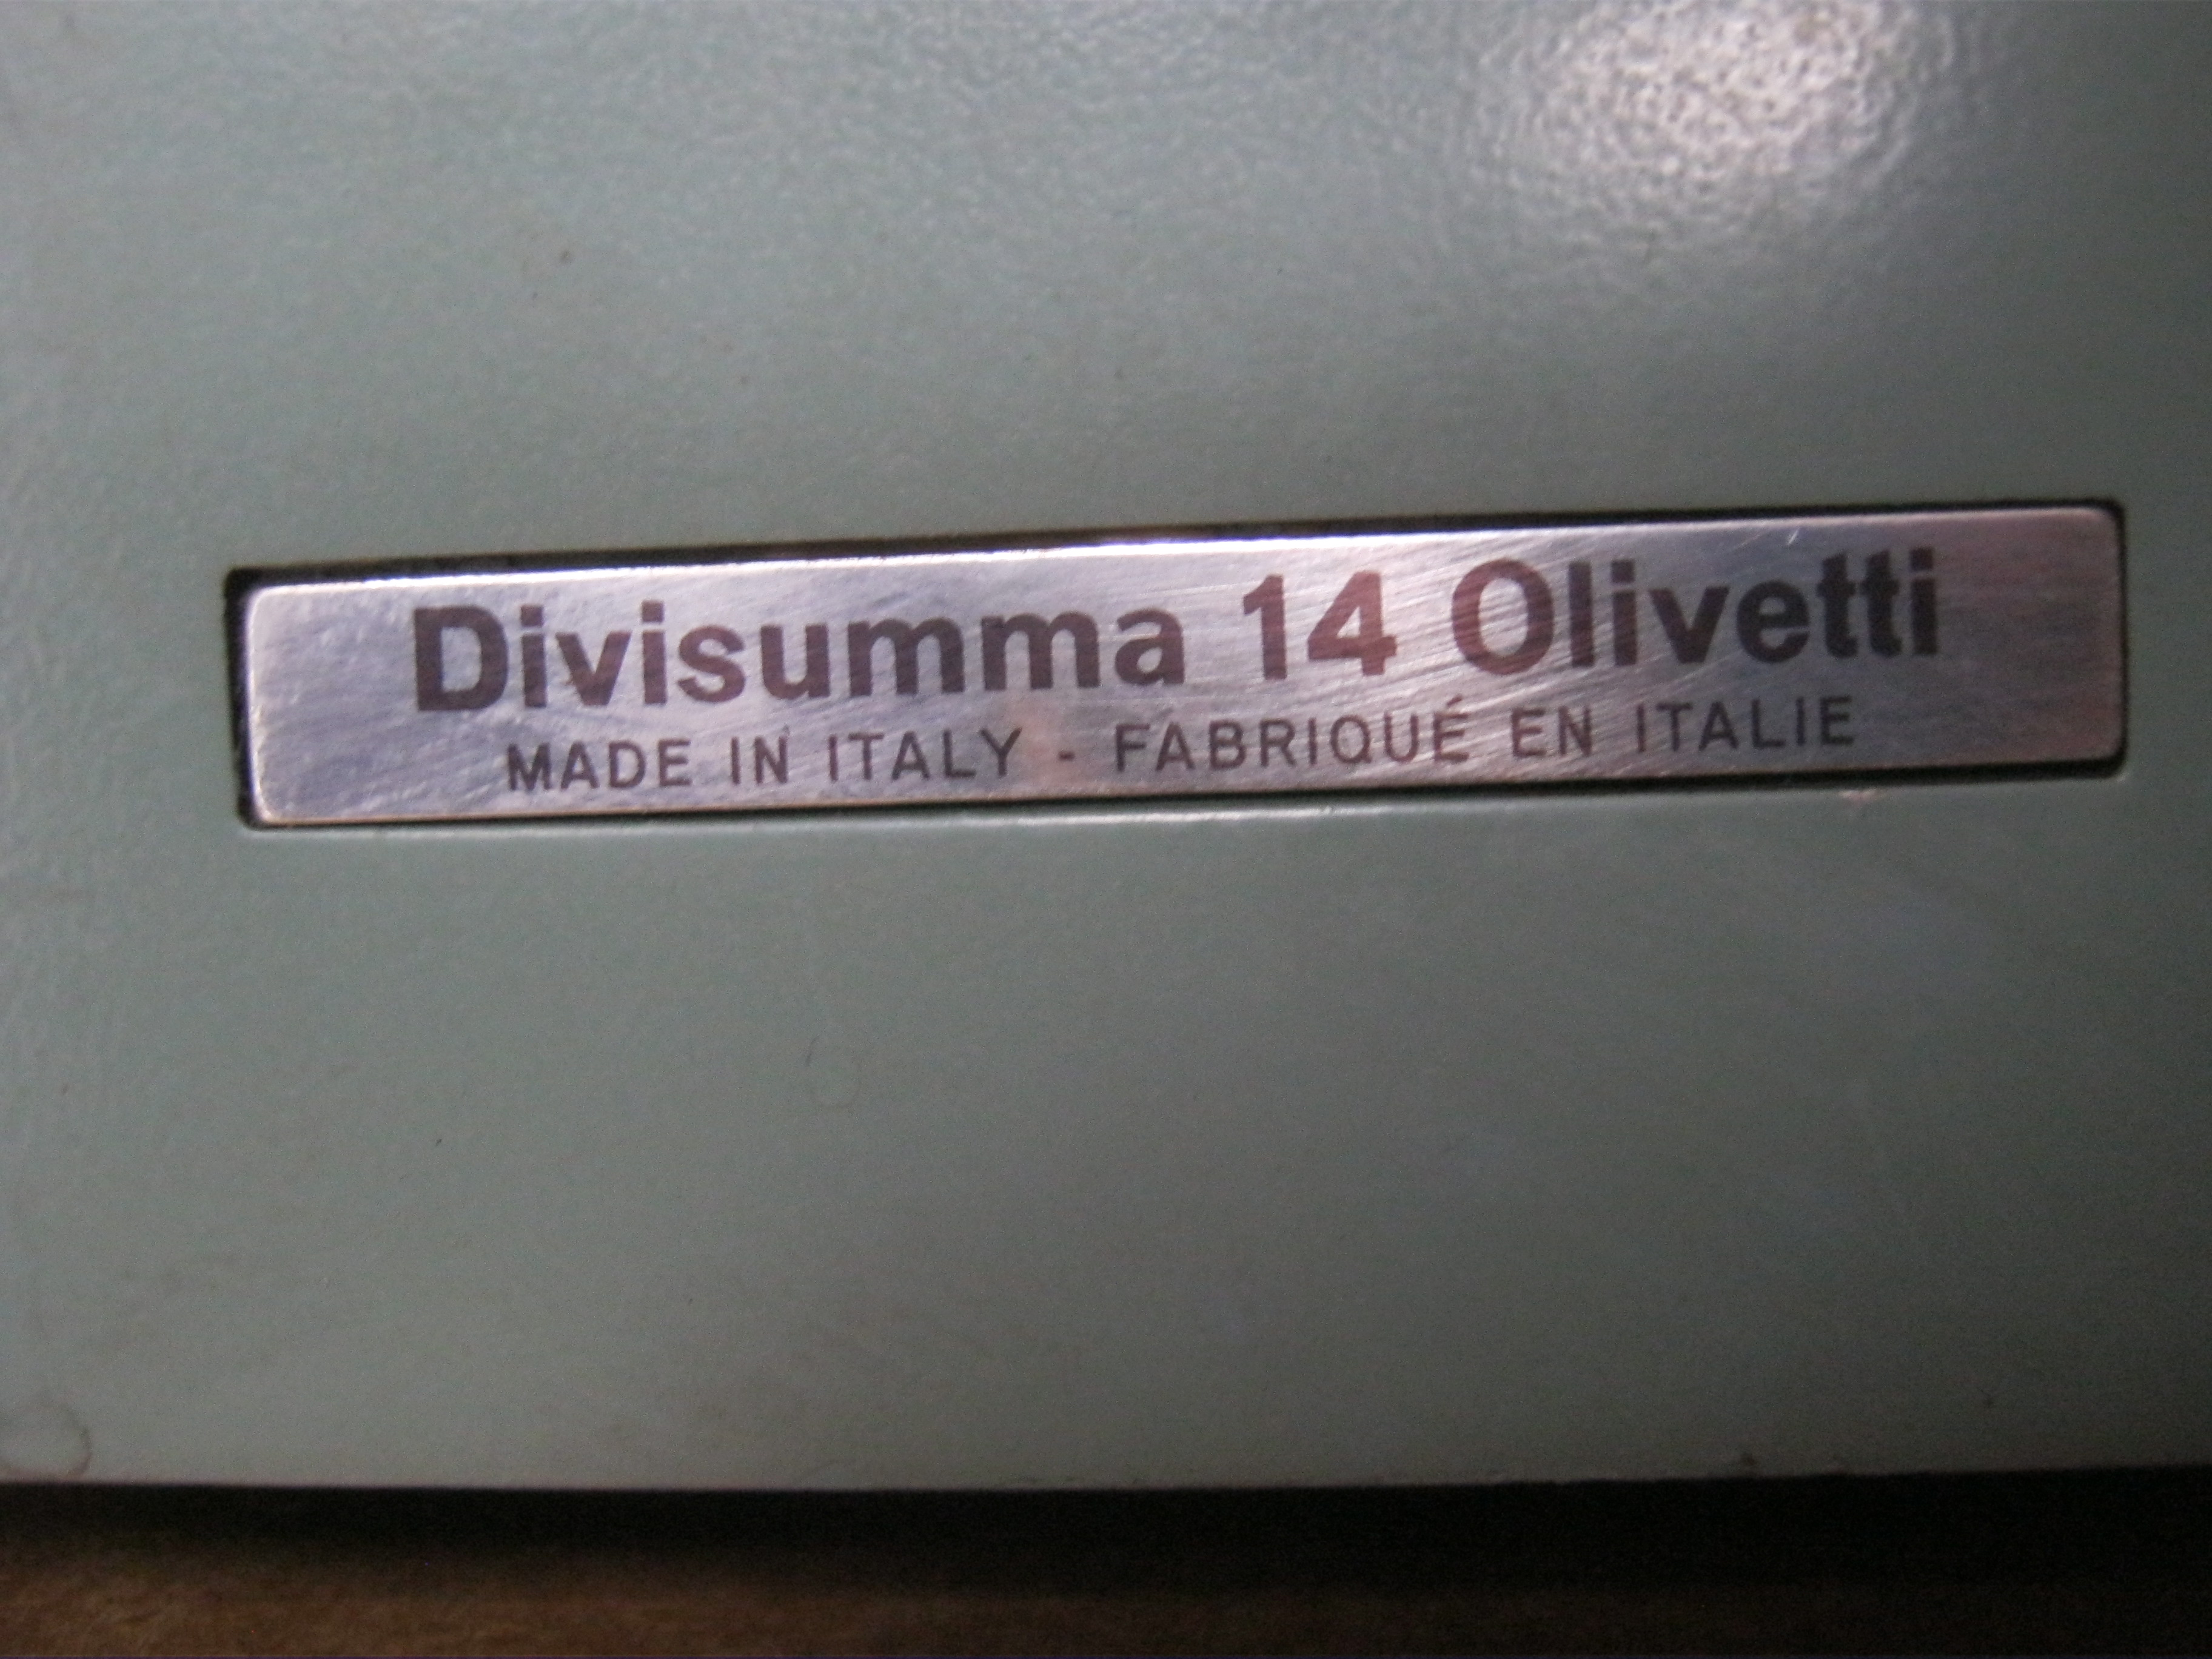 Divisumma 14 Olivetti
MADE IN ITALY - FABRIQUÉ EN ITALIE